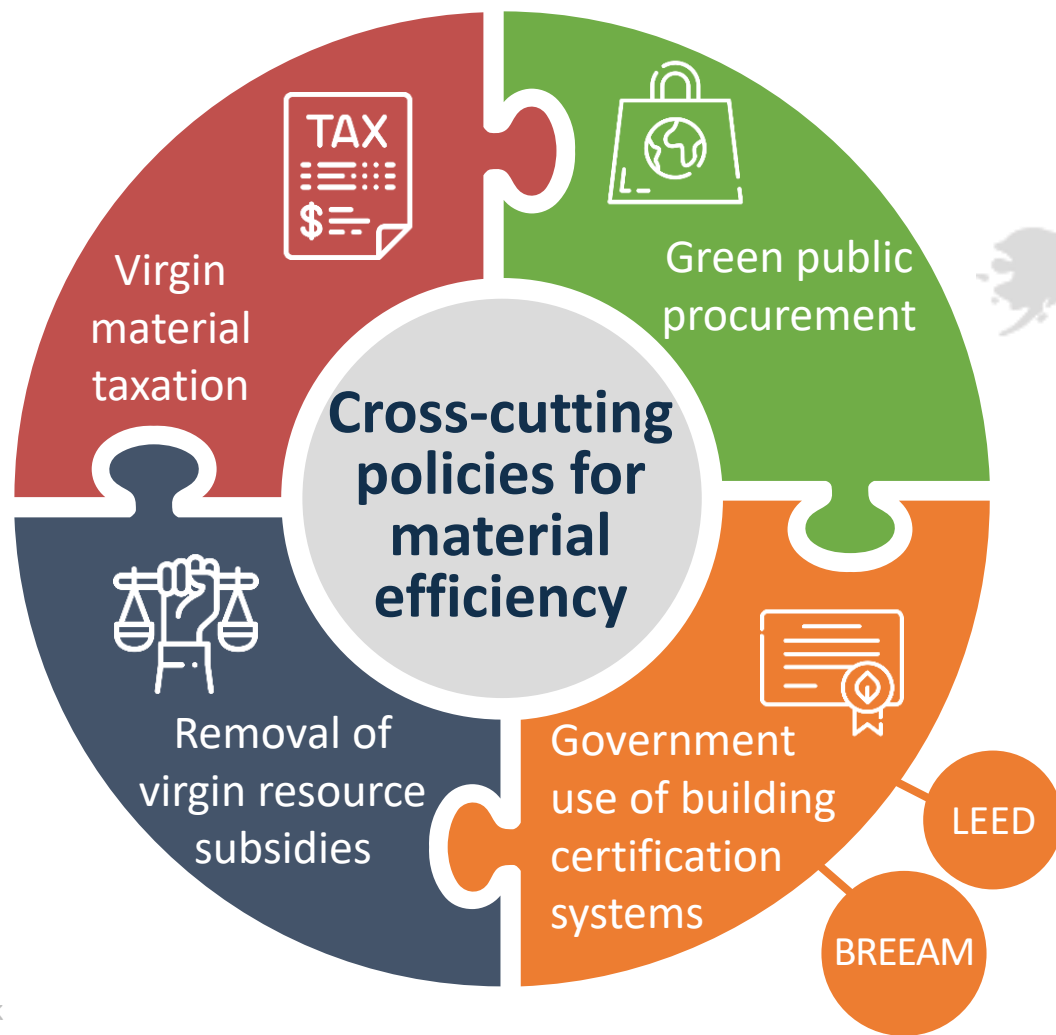 TAX
$
Virgin
material
taxation
Green public
procurement
Cross-cutting
policies for
material
efficiency
Removal of
virgin resource
subsidies
Government
use of building
certification
systems
LEED
BREEAM